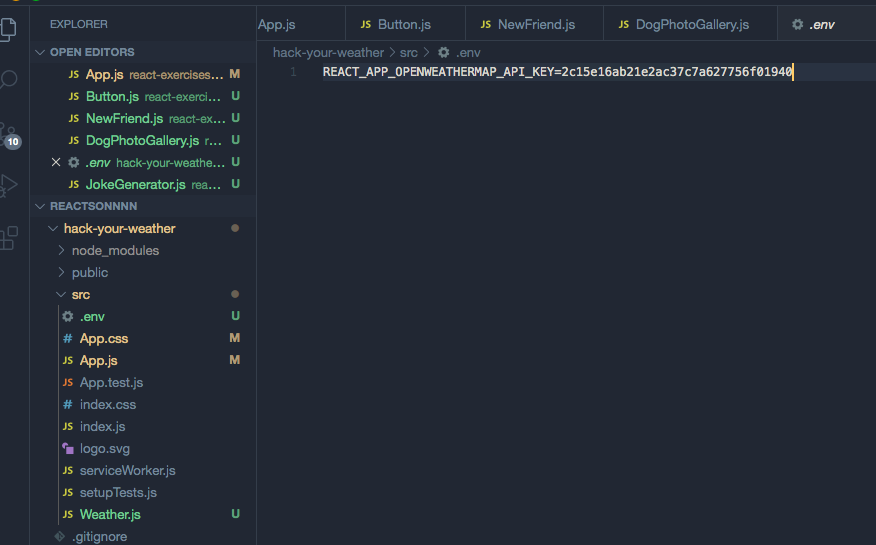 EXPLORER
OPEN EDITORS
JS App.js react-exercises... M
JS Button.js react-exerci... U
JS NewFriend.js react-ex... U
JS DogPhotoGallery.js r... U
.env hack-your-weathe... U
JS JokeGenerator.js rea... U
REACTSONNNN
hack-your-weather
node_modules
public
src
.env U
# App.css M
JS App.js M
JS App.test.js
# index.css
JS index.js
logo.svg
JS serviceWorker.js
JS setupTests.js
JS Weather.js U
.gitignore
10
App.js JS Button.js JS NewFriend.js JS DogPhotoGallery.js .env
hack-your-weather > src > .env
1 REACT_APP_OPENWEATHERMAP_API_KEY=2c15e16ab21e2ac37c7a627756f01940